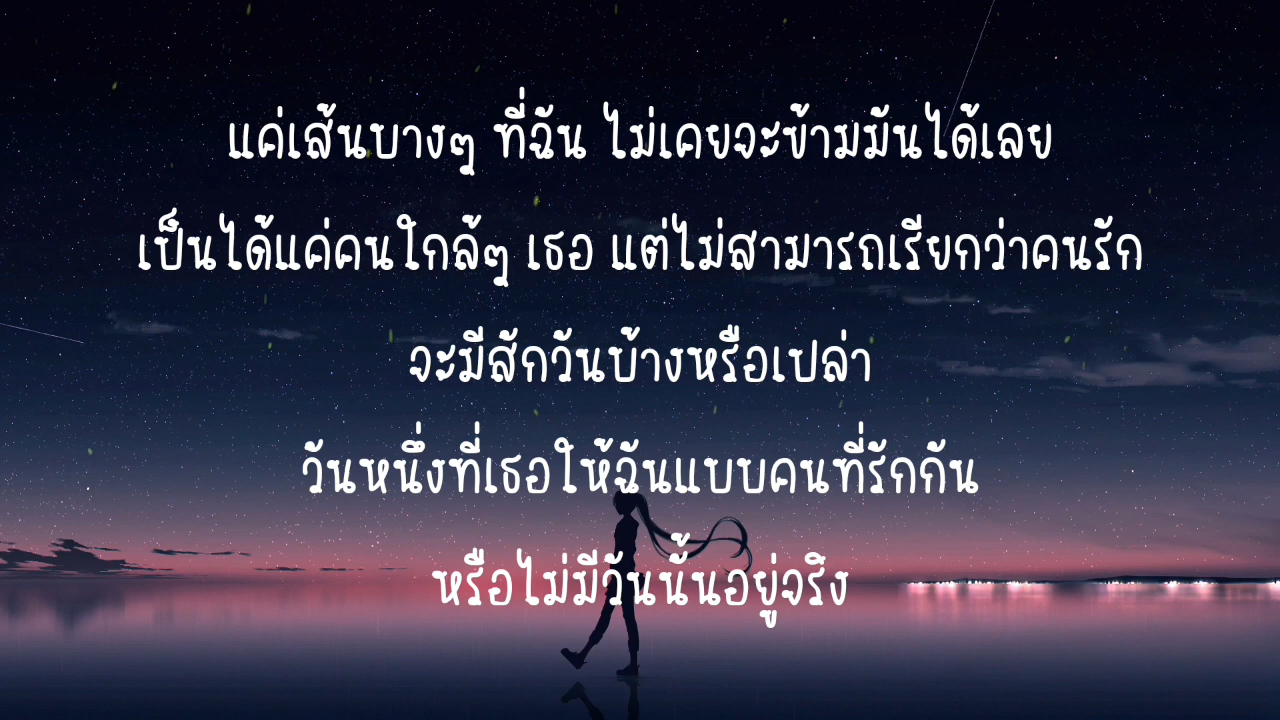 แค่เส้นบางๆ ที่ฉัน ไม่เคยจะข้ามมันได้เลย
เป็นได้แค่คนใกล้ๆ เธอ แต่ไม่สามารถเรียกว่าคนรัก
จะมีสักวันบ้างหรือเปล่า
วันหนึ่งที่เธอให้ฉันแบบคนที่รักกัน
หรือไม่มีวันนั้นอยู่จริง